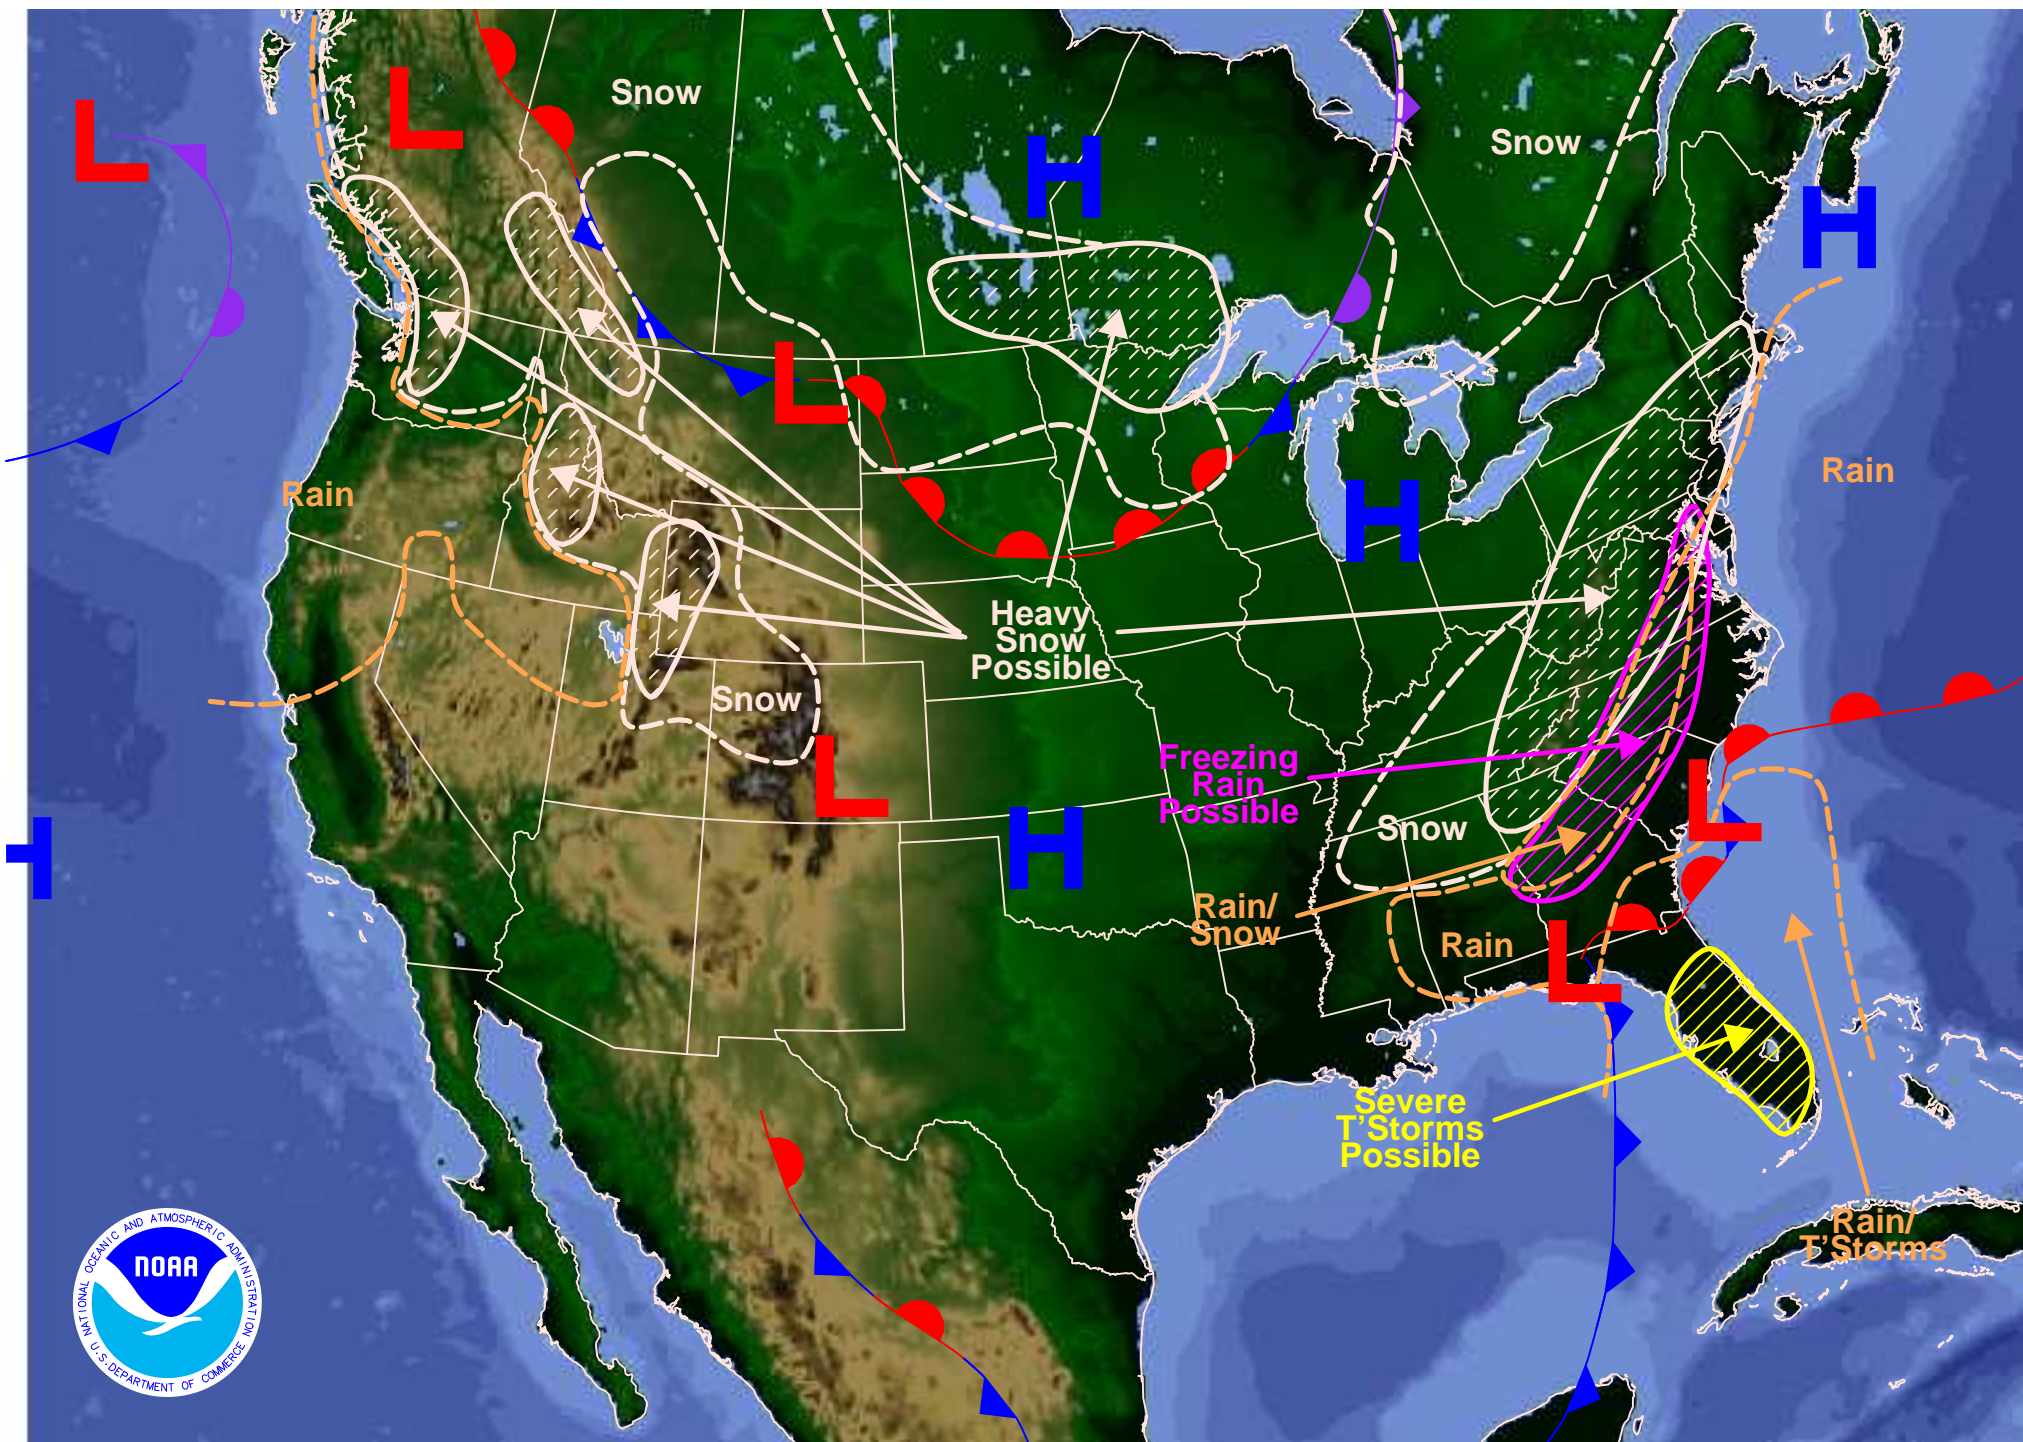 L
L
Snow
H
Snow
H
L
H
Rain
Rain
Heavy
Snow
Possible
Snow
L
Freezing
Rain
Possible
L
H
H
Snow
Rain/
Snow
Rain
L
Severe
T'Storms
Possible
Rain/
T'Storms
NATIONAL OCEANIC AND ATMOSPHERIC ADMINISTRATION
NOAA
U.S. DEPARTMENT OF COMMERCE